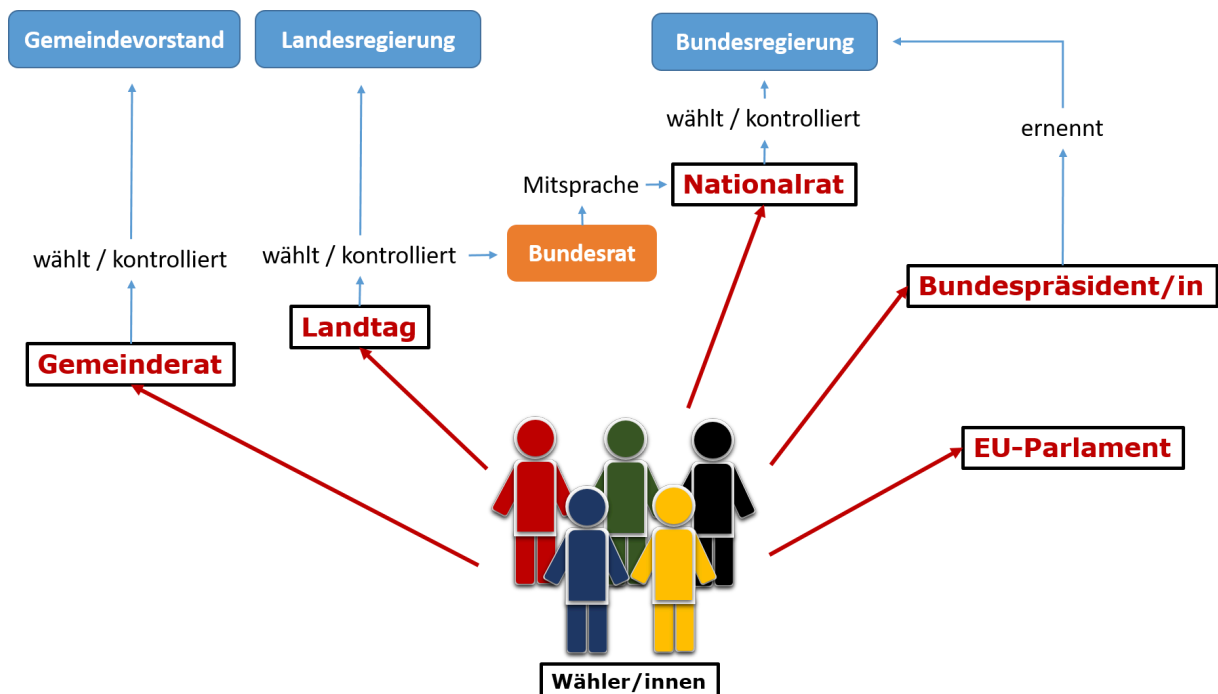 Gemeindevorstand
Landesregierung
Bundesregierung
wählt / kontrolliert
ernennt
Mitsprache
Nationalrat
wählt / kontrolliert
wählt / kontrolliert
Bundesrat
Bundespräsident/in
Landtag
Gemeinderat
EU-Parlament
Wähler/innen